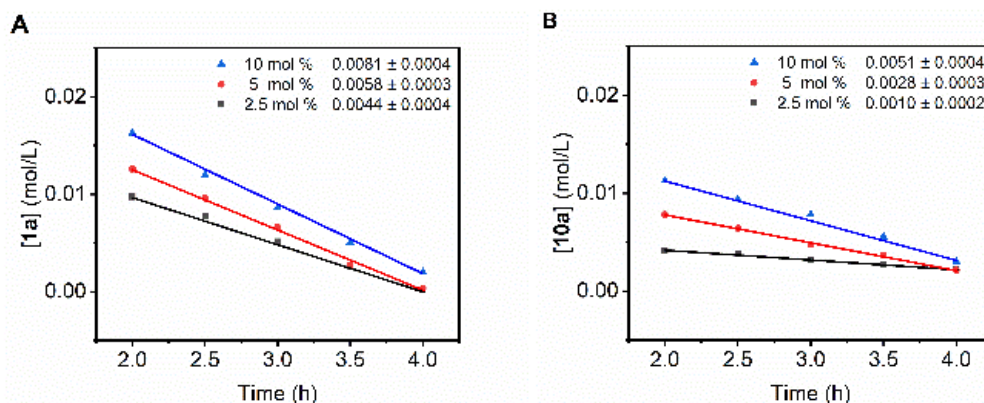 A
10 mol % 0.0081 ± 0.0004
5 mol % 0.0058 ± 0.0003
2.5 mol % 0.0044 ± 0.0004
0.02
0.01
0.00
[1a] (mol/L)
2.0 2.5 3.0 3.5 4.0
Time (h)
B
10 mol % 0.0051 ± 0.0004
5 mol % 0.0028 ± 0.0003
2.5 mol % 0.0010 ± 0.0002
0.02
0.01
0.00
[10a] (mol/L)
2.0 2.5 3.0 3.5 4.0
Time (h)